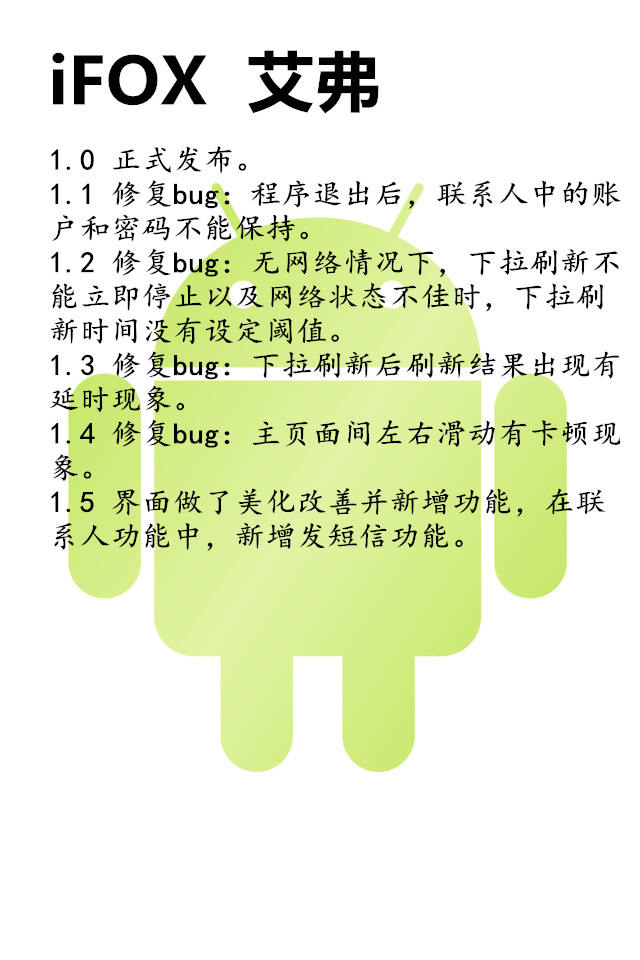 iFOX 艾弗
1.0 正式发布。
1.1 修复bug：程序退出后，联系人中的账
户和密码不能保持。
1.2 修复bug：无网络情况下，下拉刷新不
能立即停止以及网络状态不佳时，下拉刷
新时间没有设定阈值。
1.3 修复bug：下拉刷新后刷新结果出现有
延时现象。
1.4 修复bug：主页面间左右滑动有卡顿现
象。
1.5 界面做了美化改善并新增功能，在联
系人功能中，新增发短信功能。